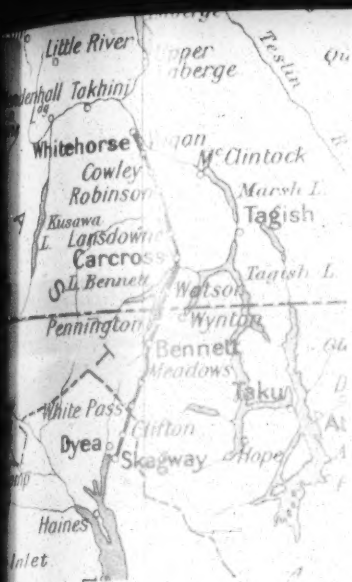 Little River
Upper
Teslin
Takhini
Whitehorse
McClintock
Cowley
Robinson
Marsh L.
Tagish
Kusawa
L.
Lansdowne
Carcross
L. Bennett
Tagish L.
Watson
Pennington
Wynton
Bennett
Meadows
Taku
White Pass
Clifton
Dyea
Skagway
Hope
Haines
Inlet